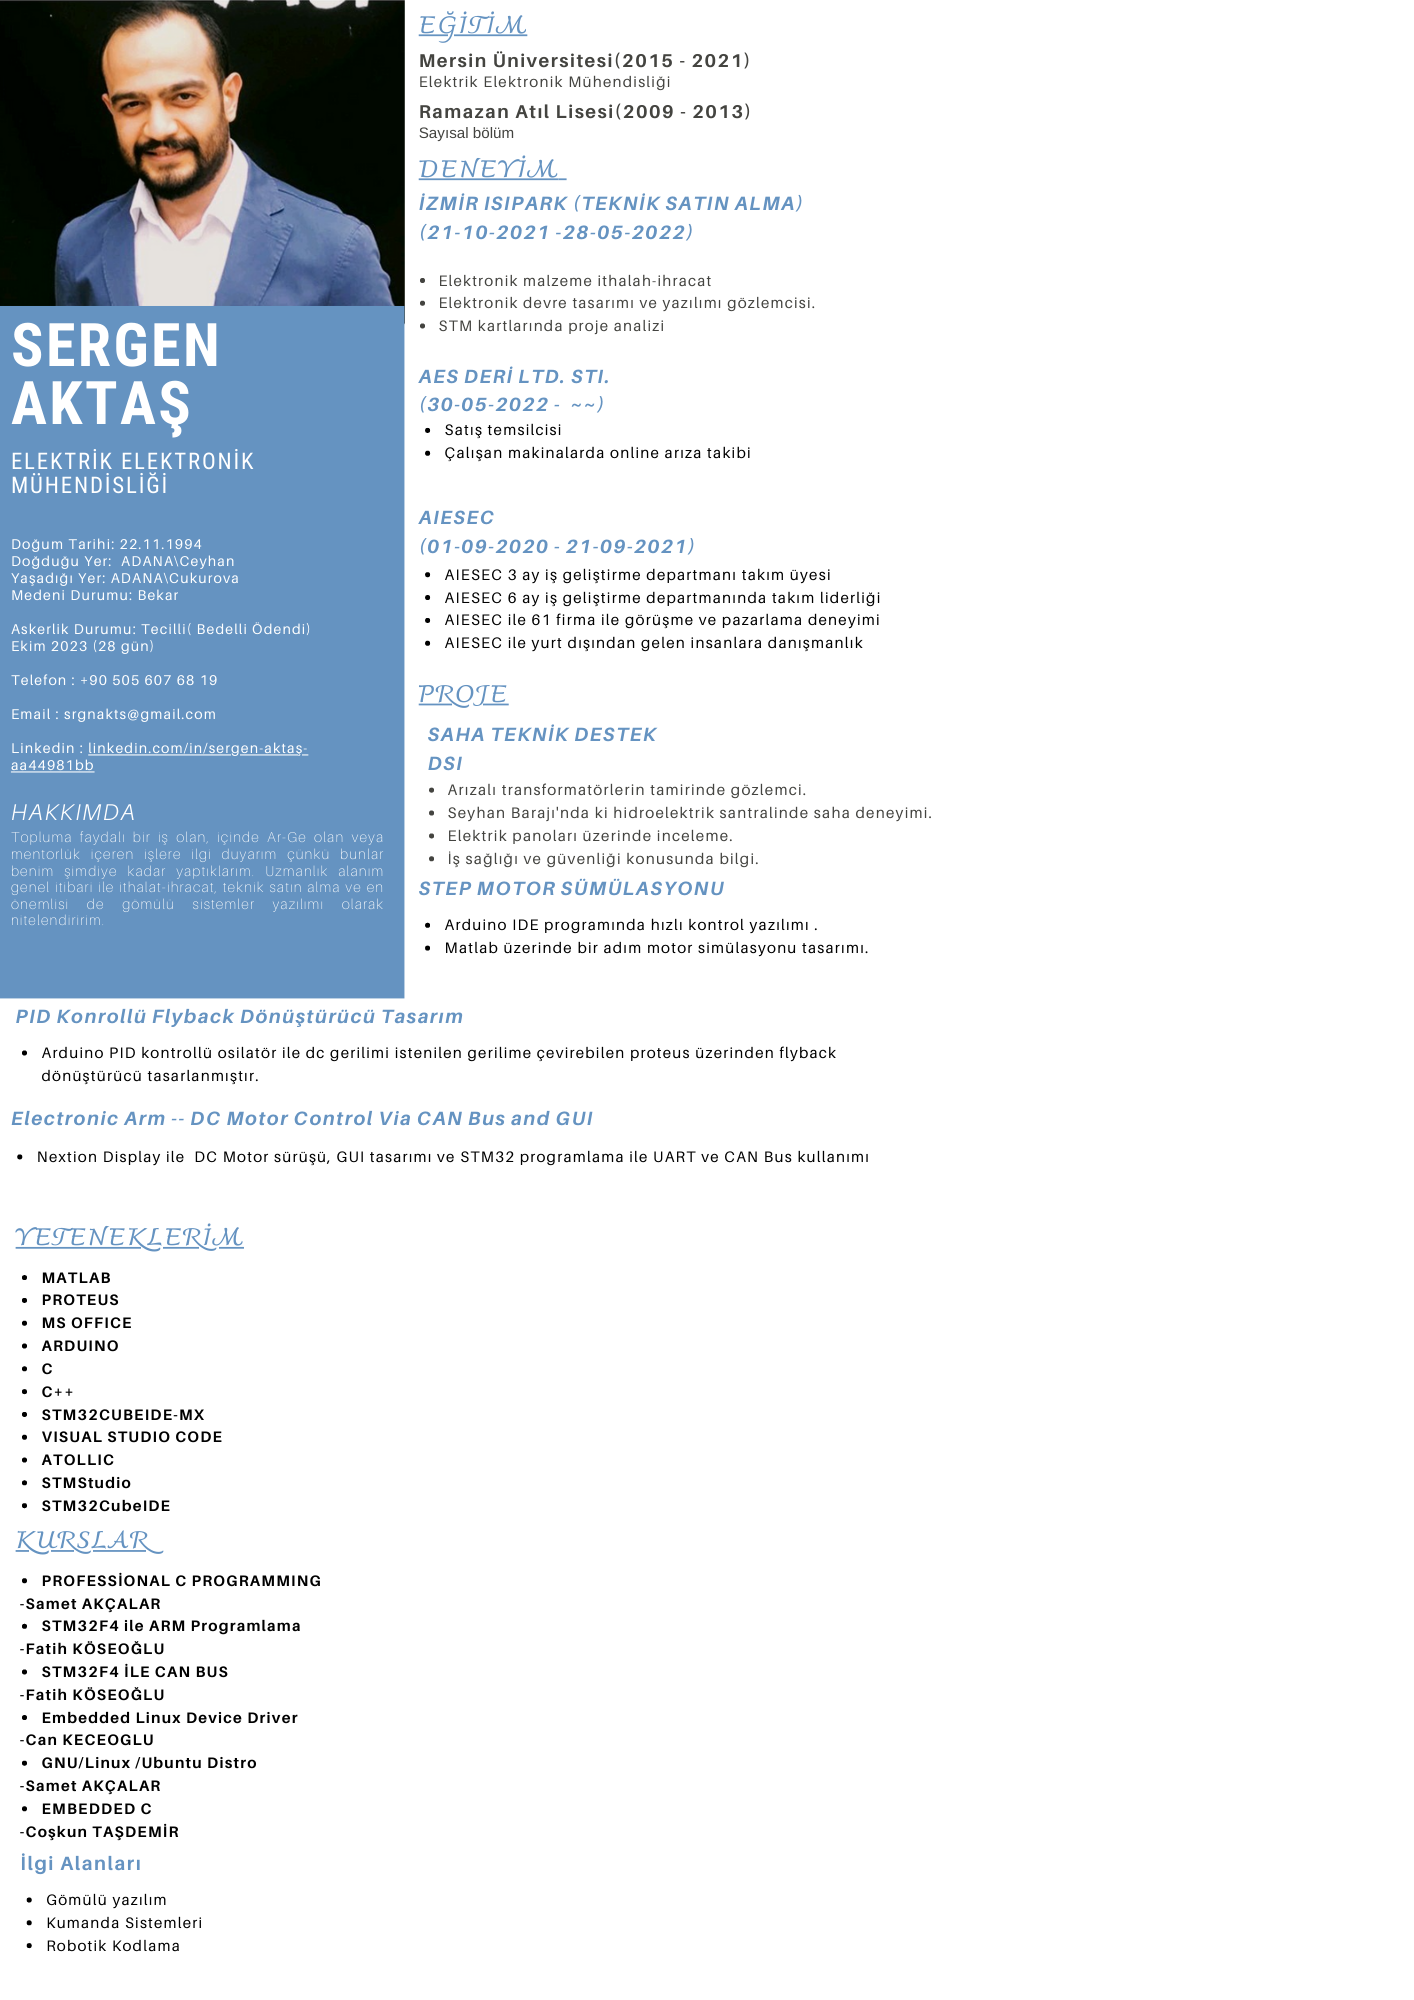 SERGEN
AKTAŞ
ELEKTRİK ELEKTRONİK
MÜHENDİSLİĞİ
Doğum Tarihi: 22.11.1994
Doğduğu Yer:  ADANA\Ceyhan
Yaşadığı Yer: ADANA\Cukurova
Medeni Durumu: Bekar
Askerlik Durumu: Tecilli( Bedelli Ödendi)
Ekim 2023 (28 gün)
Telefon : +90 505 607 68 19
Email : srgnakts@gmail.com
Linkedin : linkedin.com/in/sergen-aktaş-
aa44981bb
HAKKIMDA
Topluma faydalı bir iş olan, içinde Ar-Ge olan veya
mentorlük içeren işlere ilgi duyarım çünkü bunlar
benim şimdiye kadar yaptıklarım. Uzmanlık alanım
genel itibari ile ithalat-ihracat, teknik satın alma ve en
önemlisi de gömülü sistemler yazılımı olarak
nitelendiririm.
EĞİTİM
Mersin Üniversitesi(2015 - 2021)
Elektrik Elektronik Mühendisliği
Ramazan Atıl Lisesi(2009 - 2013)
Sayısal bölüm
DENEYİM
İZMİR ISIPARK (TEKNİK SATIN ALMA)
(21-10-2021 -28-05-2022)
• Elektronik malzeme ithalah-ihracat
• Elektronik devre tasarımı ve yazılımı gözlemcisi.
• STM kartlarında proje analizi
AES DERİ LTD. STI.
(30-05-2022 -  ~~)
• Satış temsilcisi
• Çalışan makinalarda online arıza takibi
AIESEC
(01-09-2020 - 21-09-2021)
• AIESEC 3 ay iş geliştirme departmanı takım üyesi
• AIESEC 6 ay iş geliştirme departmanında takım liderliği
• AIESEC ile 61 firma ile görüşme ve pazarlama deneyimi
• AIESEC ile yurt dışından gelen insanlara danışmanlık
PROJE
SAHA TEKNİK DESTEK
DSI
• Arızalı transformatörlerin tamirinde gözlemci.
• Seyhan Barajı'nda ki hidroelektrik santralinde saha deneyimi.
• Elektrik panoları üzerinde inceleme.
• İş sağlığı ve güvenliği konusunda bilgi.
STEP MOTOR SÜMÜLASYONU
• Arduino IDE programında hızlı kontrol yazılımı .
• Matlab üzerinde bir adım motor simülasyonu tasarımı.
PID Konrollü Flyback Dönüştürücü Tasarım
• Arduino PID kontrollü osilatör ile dc gerilimi istenilen gerilime çevirebilen proteus üzerinden flyback
dönüştürücü tasarlanmıştır.
Electronic Arm -- DC Motor Control Via CAN Bus and GUI
• Nextion Display ile  DC Motor sürüşü, GUI tasarımı ve STM32 programlama ile UART ve CAN Bus kullanımı
YETENEKLERİM
• MATLAB
• PROTEUS
• MS OFFICE
• ARDUINO
• C
• C++
• STM32CUBEIDE-MX
• VISUAL STUDIO CODE
• ATOLLIC
• STMStudio
• STM32CubeIDE
KURSLAR
• PROFESSİONAL C PROGRAMMING
-Samet AKÇALAR
• STM32F4 ile ARM Programlama
-Fatih KÖSEOĞLU
• STM32F4 İLE CAN BUS
-Fatih KÖSEOĞLU
• Embedded Linux Device Driver
-Can KECEOGLU
• GNU/Linux /Ubuntu Distro
-Samet AKÇALAR
• EMBEDDED C
-Coşkun TAŞDEMİR
İlgi Alanları
• Gömülü yazılım
• Kumanda Sistemleri
• Robotik Kodlama